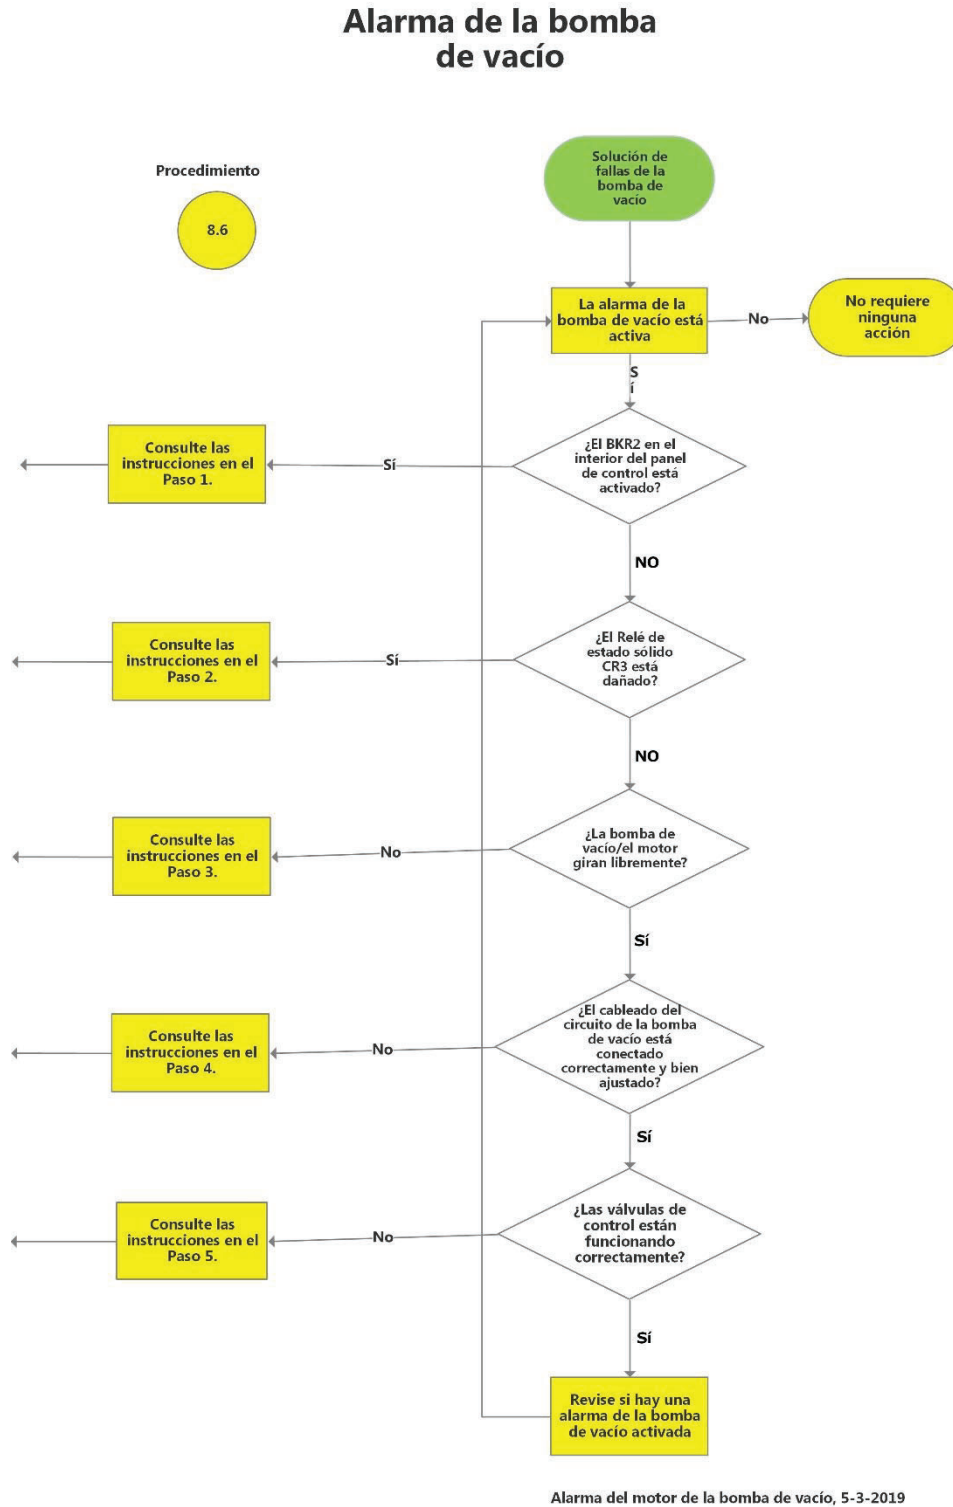 Alarma de la bomba
de vacío
Procedimiento
8.6
Solución de
fallas de la
bomba de
vacío
La alarma de la
bomba de vacío está
activa
No
No requiere
ninguna
acción
S
í
¿El BKR2 en el
interior del panel
de control está
activado?
Sí
Consulte las
instrucciones en el
Paso 1.
NO
¿El Relé de
estado sólido
CR3 está
dañado?
Sí
Consulte las
instrucciones en el
Paso 2.
NO
¿La bomba de
vacío/el motor
giran libremente?
No
Consulte las
instrucciones en el
Paso 3.
Sí
¿El cableado del
circuito de la bomba
de vacío está
conectado
correctamente y bien
ajustado?
No
Consulte las
instrucciones en el
Paso 4.
Sí
¿Las válvulas de
control están
funcionando
correctamente?
No
Consulte las
instrucciones en el
Paso 5.
Sí
Revise si hay una
alarma de la bomba
de vacío activada
Alarma del motor de la bomba de vacío, 5-3-2019